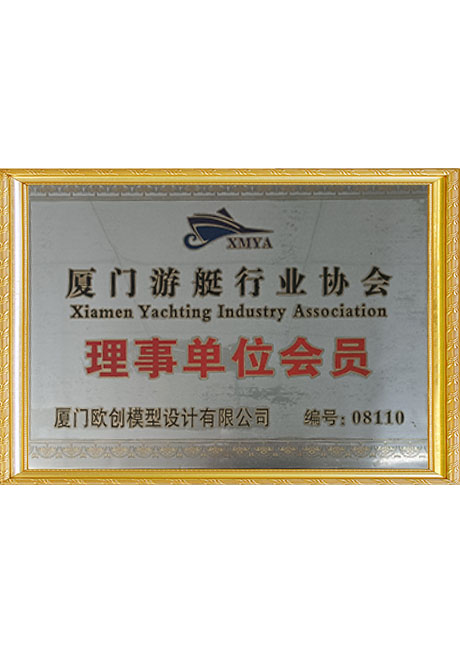 XMYA
厦门游艇行业协会
Xiamen Yachting Industry Association
理事单位会员
厦门欧创模型设计有限公司 编号: 08110